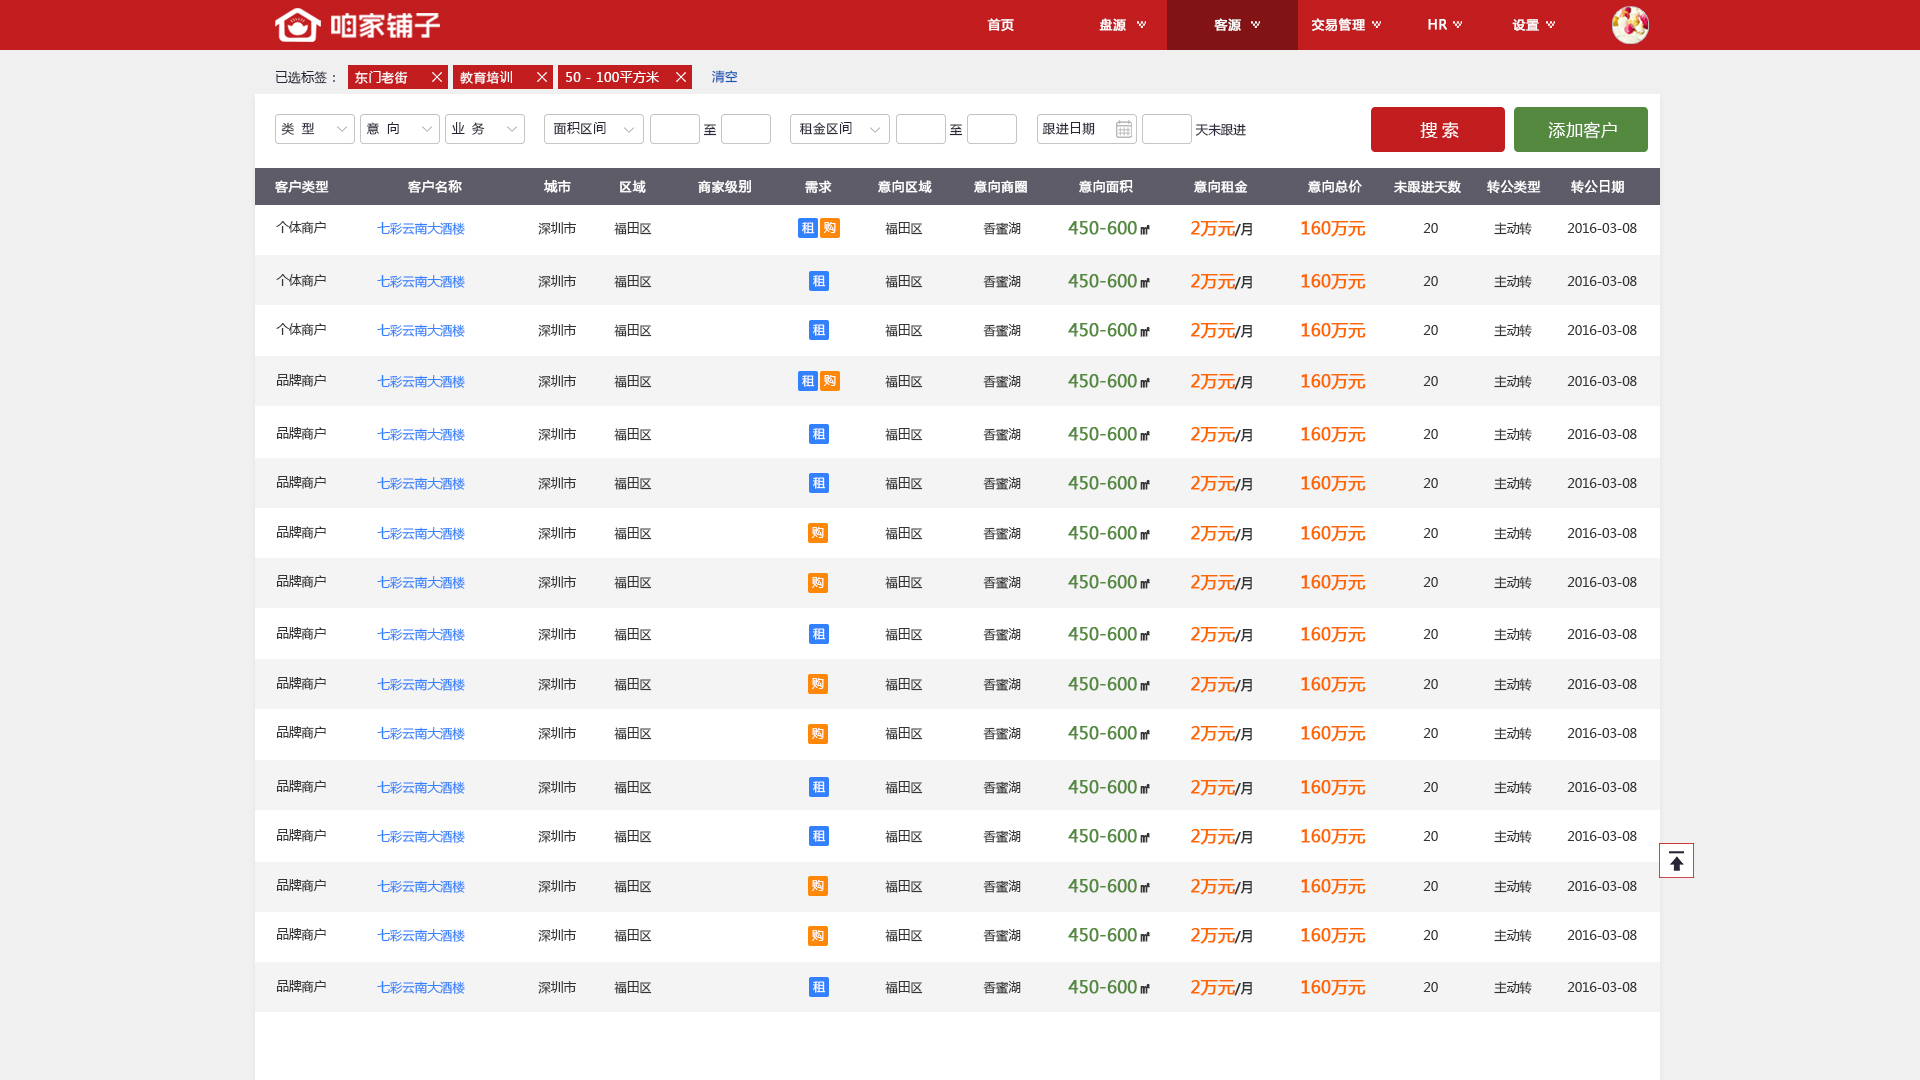 咱家铺子 首页 盘源 客源 交易管理 HR 设置
已选标签： 东门老街 教育培训 50 - 100平方米 清空
类 型 意 向 业 务 面积区间 至 租金区间 至 跟进日期 天未跟进 搜 索 添加客户
客户类型 客户名称 城市 区域 商家级别 需求 意向区域 意向商圈 意向面积 意向租金 意向总价 未跟进天数 转公类型 转公日期
个体商户 七彩云南大酒楼 深圳市 福田区 租 购 福田区 香蜜湖 450-600㎡ 2万元/月 160万元 20 主动转 2016-03-08
个体商户 七彩云南大酒楼 深圳市 福田区 租 福田区 香蜜湖 450-600㎡ 2万元/月 160万元 20 主动转 2016-03-08
个体商户 七彩云南大酒楼 深圳市 福田区 租 福田区 香蜜湖 450-600㎡ 2万元/月 160万元 20 主动转 2016-03-08
品牌商户 七彩云南大酒楼 深圳市 福田区 租 购 福田区 香蜜湖 450-600㎡ 2万元/月 160万元 20 主动转 2016-03-08
品牌商户 七彩云南大酒楼 深圳市 福田区 租 福田区 香蜜湖 450-600㎡ 2万元/月 160万元 20 主动转 2016-03-08
品牌商户 七彩云南大酒楼 深圳市 福田区 租 福田区 香蜜湖 450-600㎡ 2万元/月 160万元 20 主动转 2016-03-08
品牌商户 七彩云南大酒楼 深圳市 福田区 购 福田区 香蜜湖 450-600㎡ 2万元/月 160万元 20 主动转 2016-03-08
品牌商户 七彩云南大酒楼 深圳市 福田区 购 福田区 香蜜湖 450-600㎡ 2万元/月 160万元 20 主动转 2016-03-08
品牌商户 七彩云南大酒楼 深圳市 福田区 租 福田区 香蜜湖 450-600㎡ 2万元/月 160万元 20 主动转 2016-03-08
品牌商户 七彩云南大酒楼 深圳市 福田区 购 福田区 香蜜湖 450-600㎡ 2万元/月 160万元 20 主动转 2016-03-08
品牌商户 七彩云南大酒楼 深圳市 福田区 购 福田区 香蜜湖 450-600㎡ 2万元/月 160万元 20 主动转 2016-03-08
品牌商户 七彩云南大酒楼 深圳市 福田区 租 福田区 香蜜湖 450-600㎡ 2万元/月 160万元 20 主动转 2016-03-08
品牌商户 七彩云南大酒楼 深圳市 福田区 租 福田区 香蜜湖 450-600㎡ 2万元/月 160万元 20 主动转 2016-03-08
品牌商户 七彩云南大酒楼 深圳市 福田区 购 福田区 香蜜湖 450-600㎡ 2万元/月 160万元 20 主动转 2016-03-08
品牌商户 七彩云南大酒楼 深圳市 福田区 购 福田区 香蜜湖 450-600㎡ 2万元/月 160万元 20 主动转 2016-03-08
品牌商户 七彩云南大酒楼 深圳市 福田区 租 福田区 香蜜湖 450-600㎡ 2万元/月 160万元 20 主动转 2016-03-08